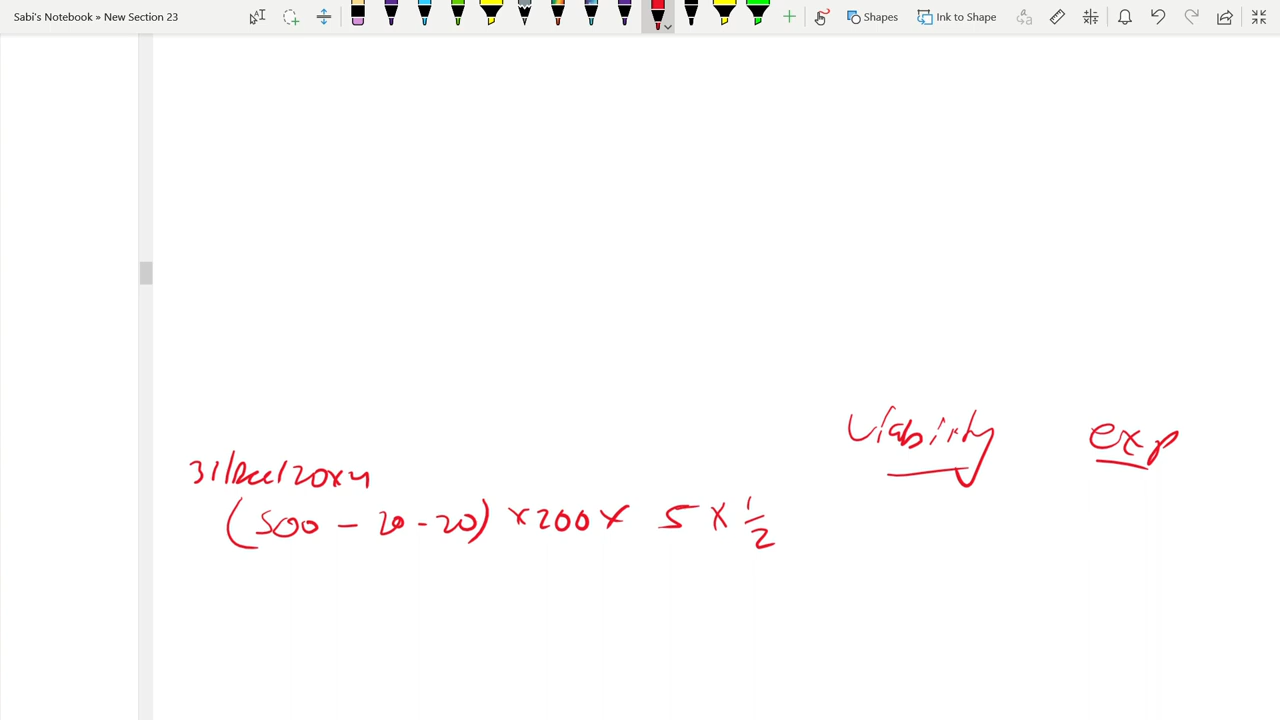 Sabi's Notebook » New Section 23
Shapes
Ink to Shape
Viability exp
31/Dec/20x4
(500 - 20 - 20) x 200 x 5 x 1/2